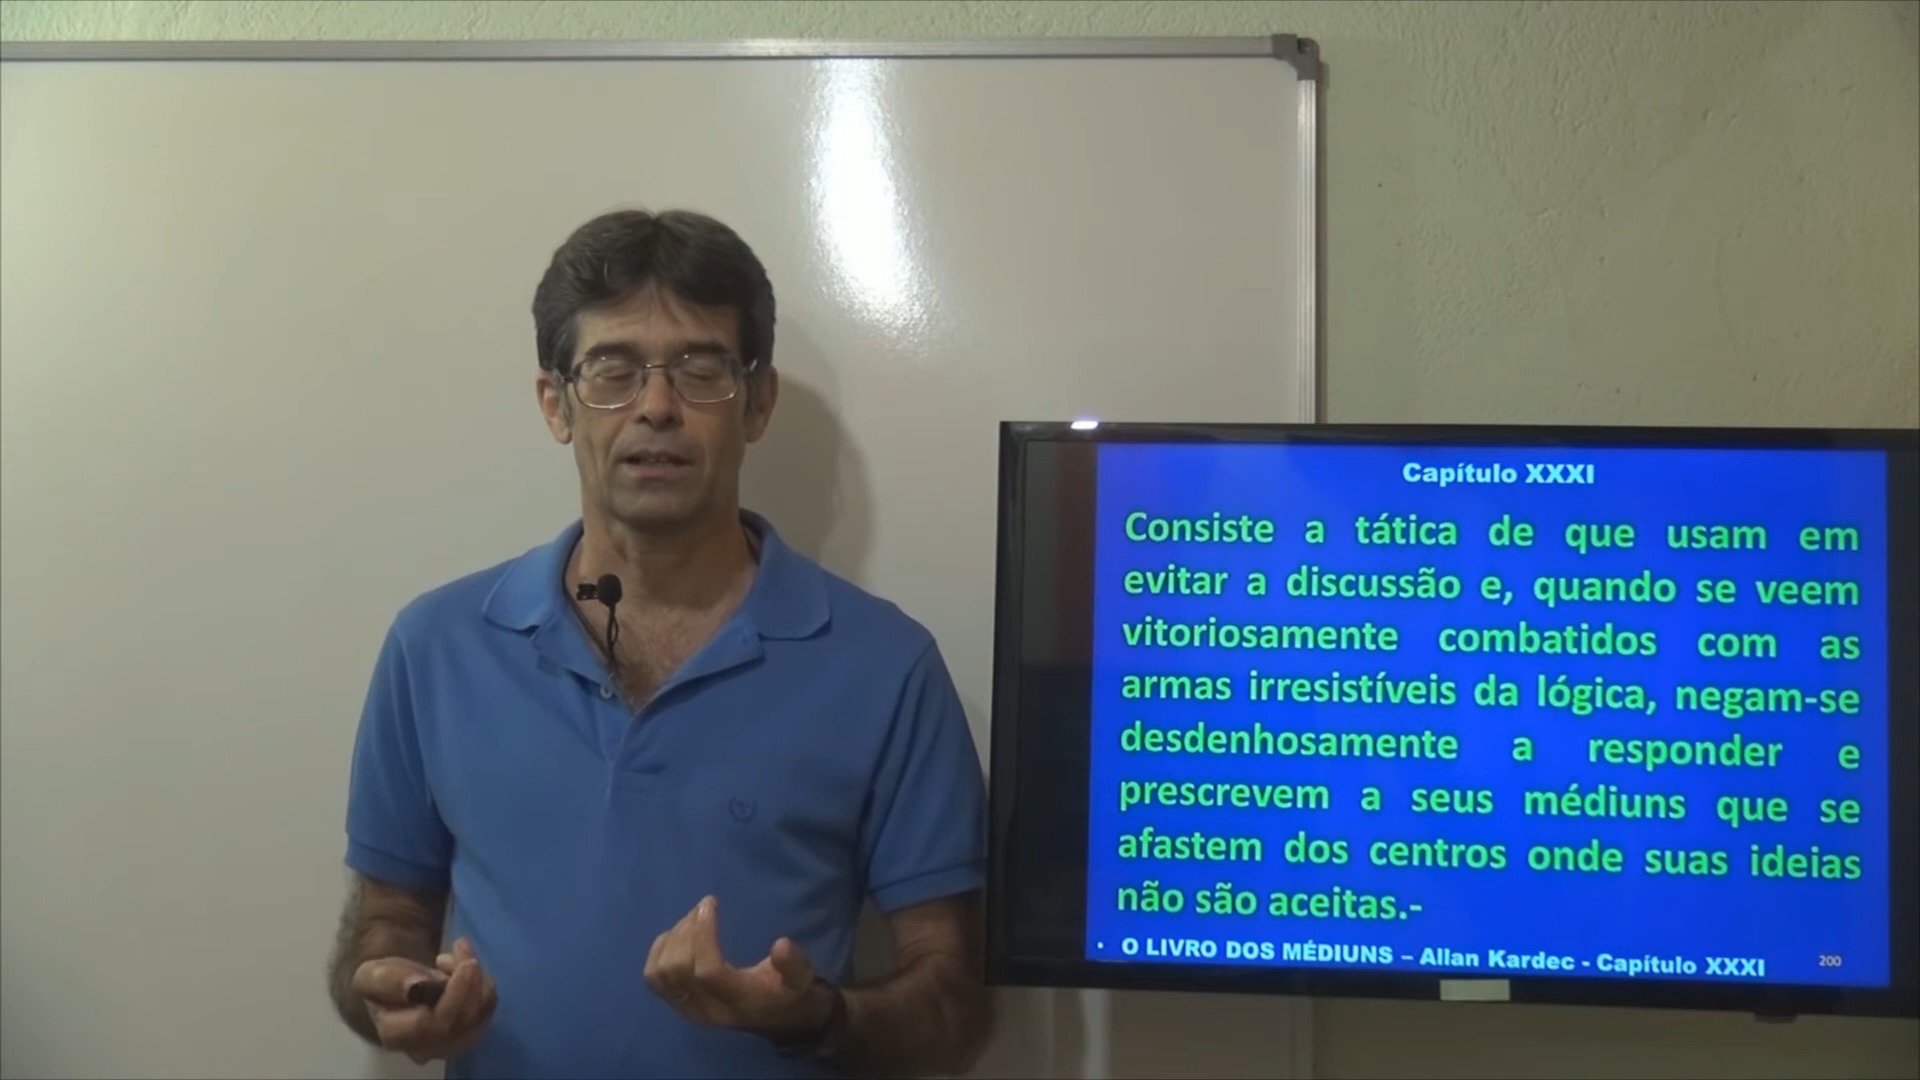 Capítulo XXXI
Consiste a tática de que usam em
evitar a discussão e, quando se veem
vitoriosamente combatidos com as
armas irresistíveis da lógica, negam-se
desdenhosamente a responder e
prescrevem a seus médiuns que se
afastem dos centros onde suas ideias
não são aceitas.-
• O LIVRO DOS MÉDIUNS – Allan Kardec - Capítulo XXXI
200